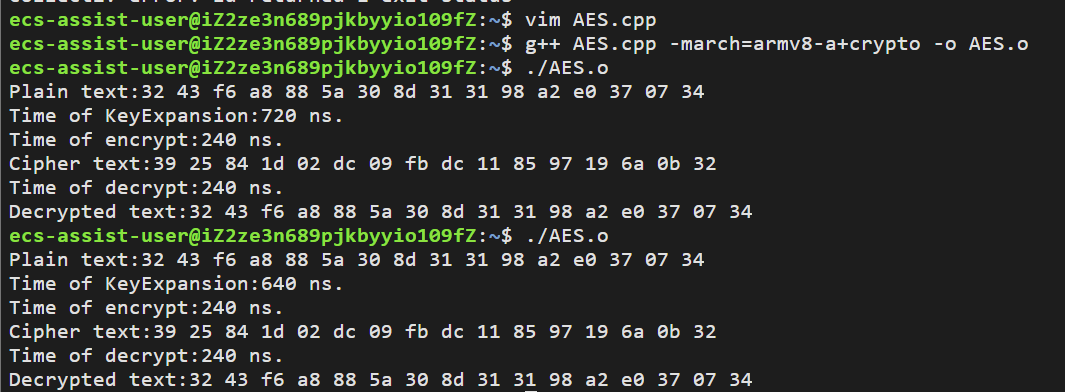 ecs-assist-user@iZ2ze3n689pjkbyyio109fZ:~$ vim AES.cpp
ecs-assist-user@iZ2ze3n689pjkbyyio109fZ:~$ g++ AES.cpp -march=armv8-a+crypto -o AES.o
ecs-assist-user@iZ2ze3n689pjkbyyio109fZ:~$ ./AES.o
Plain text:32 43 f6 a8 88 5a 30 8d 31 31 98 a2 e0 37 07 34
Time of KeyExpansion:720 ns.
Time of encrypt:240 ns.
Cipher text:39 25 84 1d 02 dc 09 fb dc 11 85 97 19 6a 0b 32
Time of decrypt:240 ns.
Decrypted text:32 43 f6 a8 88 5a 30 8d 31 31 98 a2 e0 37 07 34
ecs-assist-user@iZ2ze3n689pjkbyyio109fZ:~$ ./AES.o
Plain text:32 43 f6 a8 88 5a 30 8d 31 31 98 a2 e0 37 07 34
Time of KeyExpansion:640 ns.
Time of encrypt:240 ns.
Cipher text:39 25 84 1d 02 dc 09 fb dc 11 85 97 19 6a 0b 32
Time of decrypt:240 ns.
Decrypted text:32 43 f6 a8 88 5a 30 8d 31 31 98 a2 e0 37 07 34